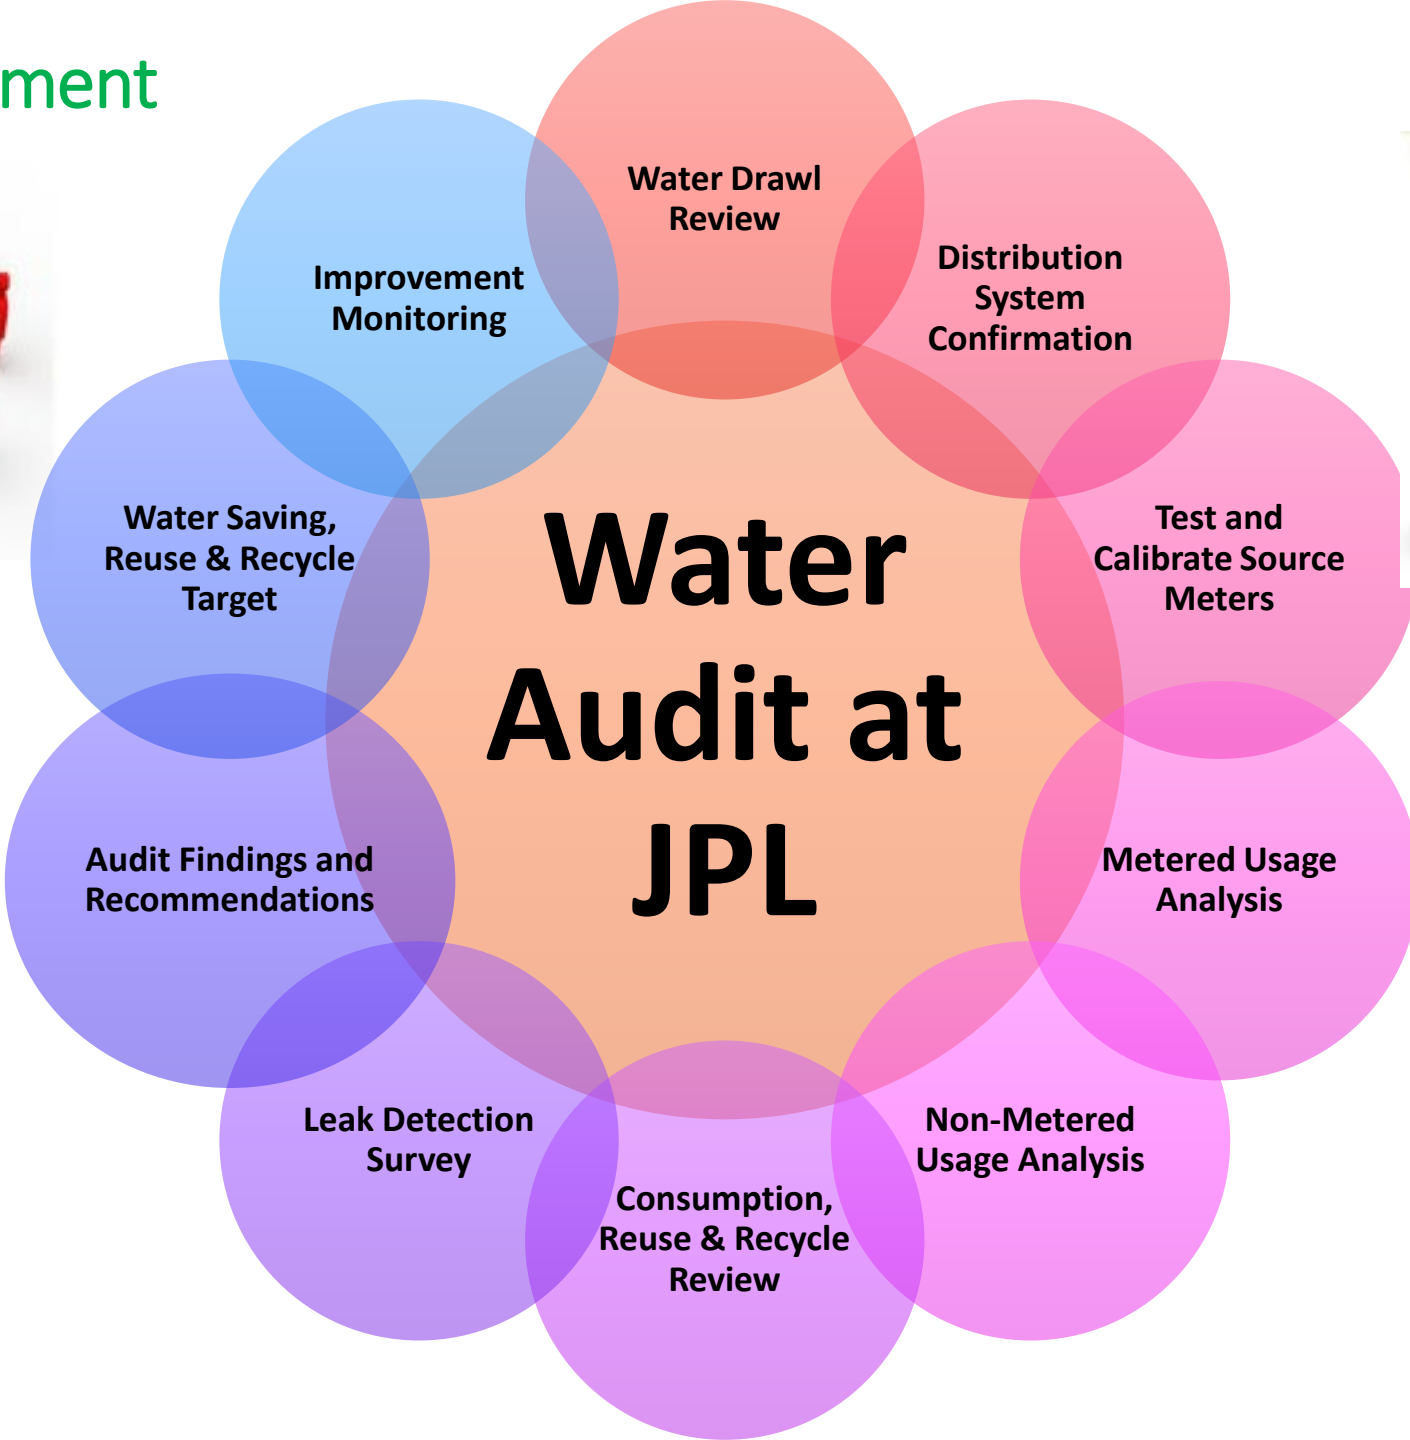 ment
Water Drawl
Review
Distribution
System
Confirmation
Test and
Calibrate Source
Meters
Metered Usage
Analysis
Non-Metered
Usage Analysis
Consumption,
Reuse & Recycle
Review
Leak Detection
Survey
Audit Findings and
Recommendations
Water Saving,
Reuse & Recycle
Target
Improvement
Monitoring
Water
Audit at
JPL